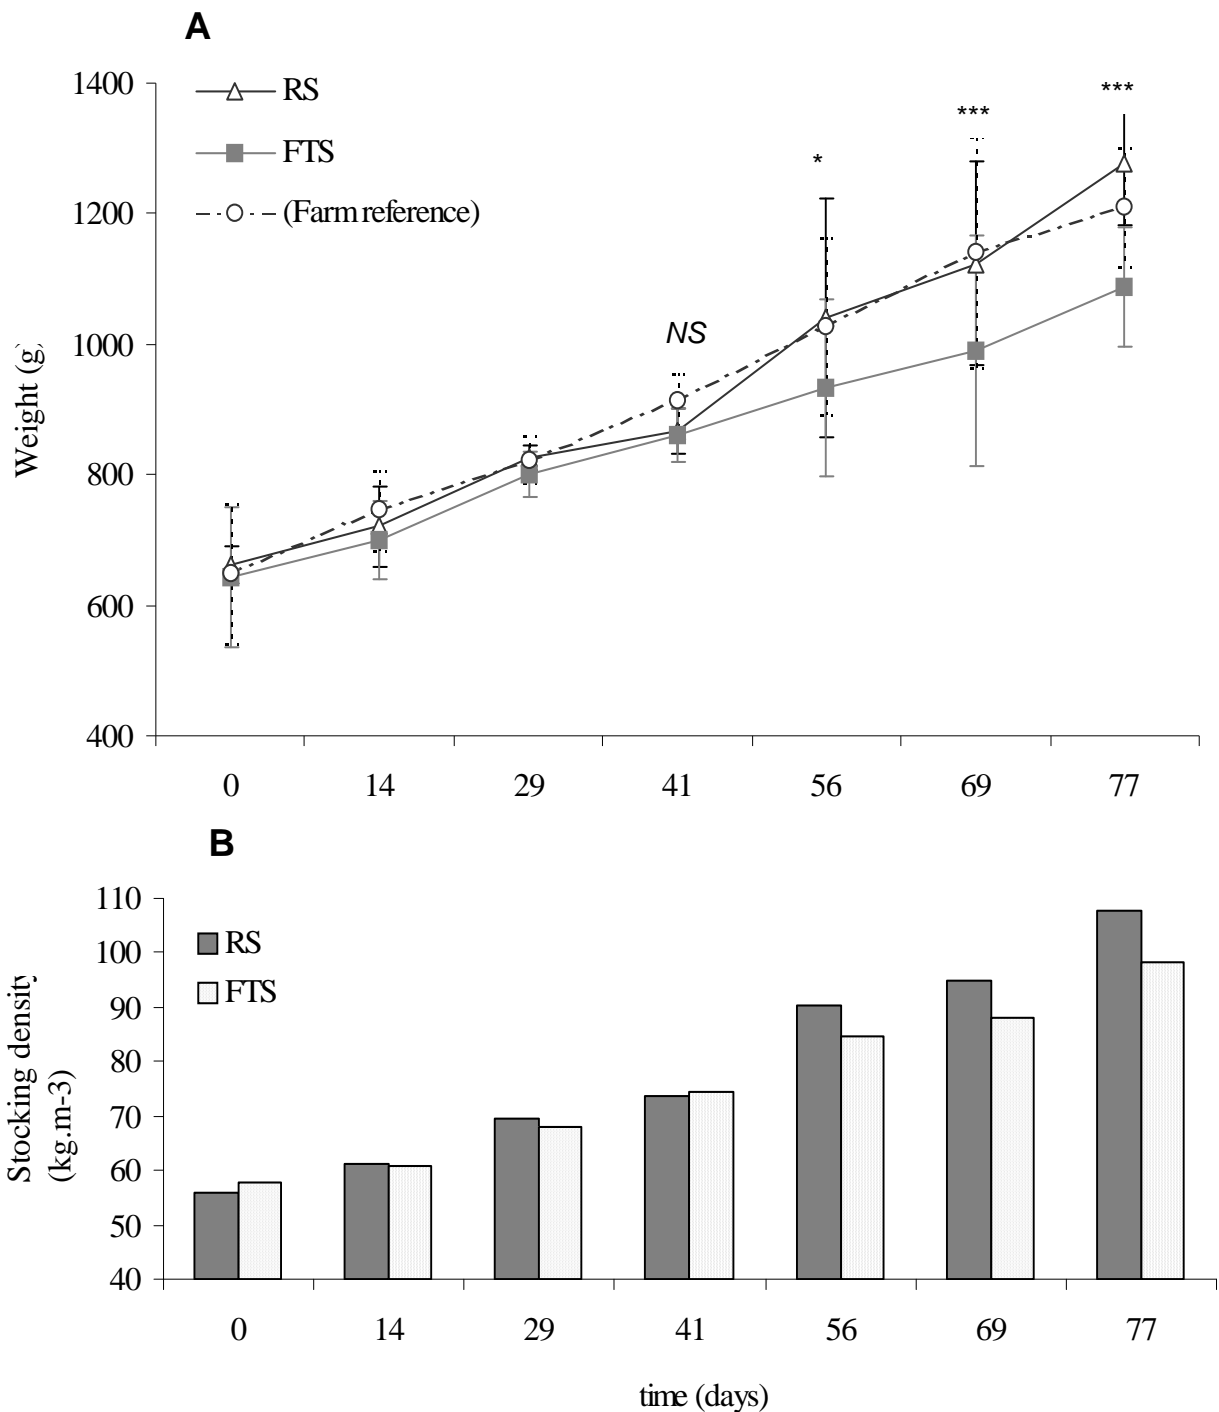 A
1400
RS
***
***
FTS
*
1200
(Farm reference)
NS
1000
Weight (g)
800
600
400
0 14 29 41 56 69 77
B
110
RS
100
FTS
90
80
Stocking density
(kg.m-3)
70
60
50
40
0 14 29 41 56 69 77
time (days)